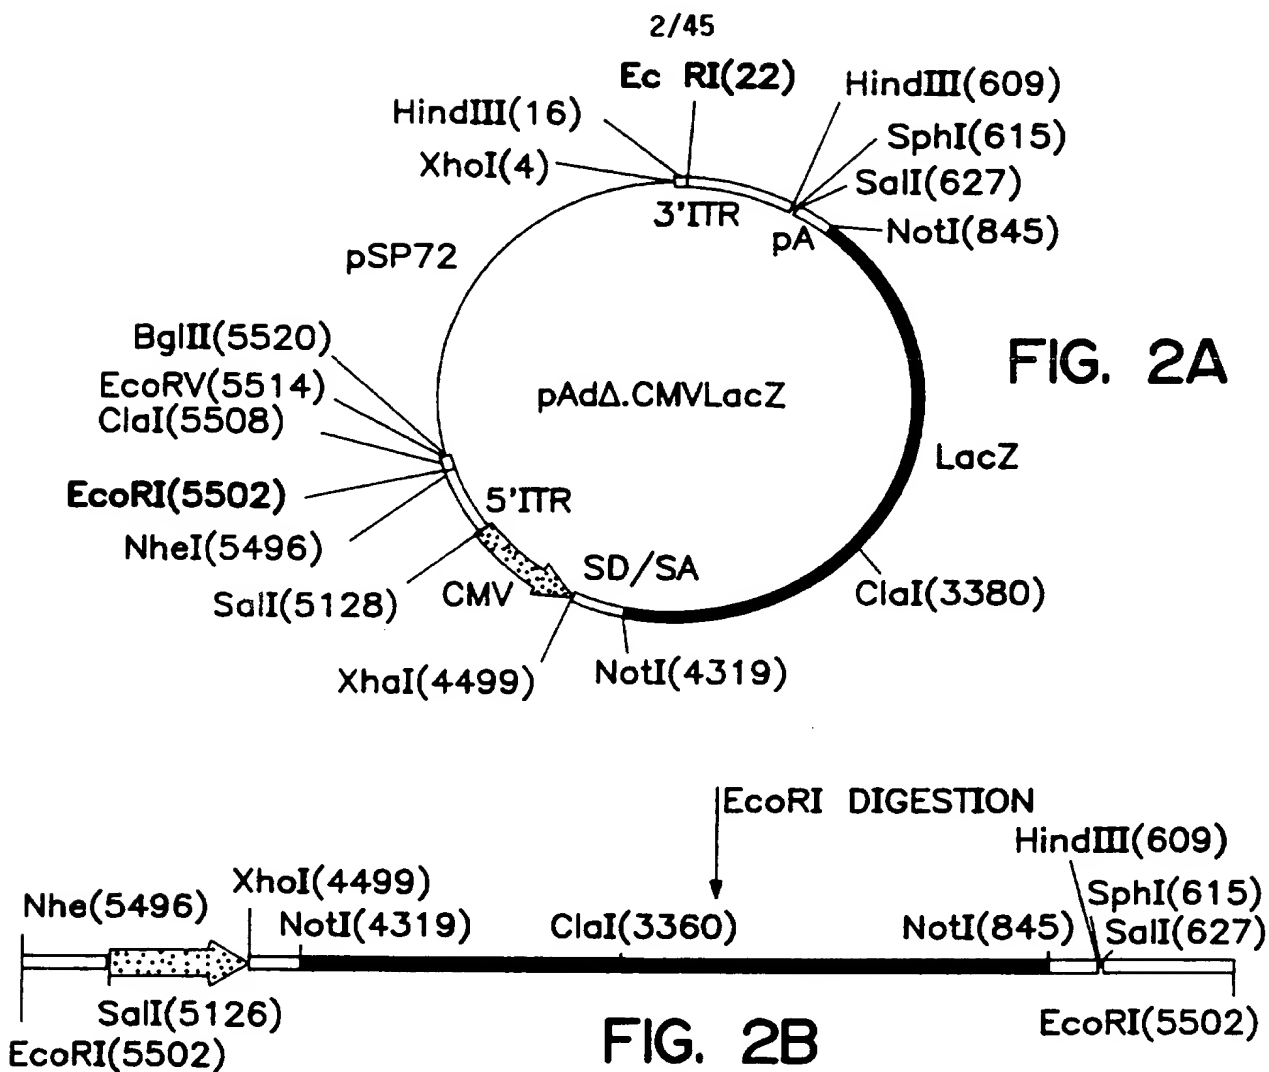 2/45
Ec RI(22)
HindIII(16)
HindIII(609)
XhoI(4)
SphI(615)
SalI(627)
3'ITR
pA
NotI(845)
pSP72
BglII(5520)
EcoRV(5514)
ClaI(5508)
pAdΔ.CMVLacZ
FIG. 2A
LacZ
EcoRI(5502)
5'ITR
NheI(5496)
SD/SA
SalI(5128)
CMV
ClaI(3380)
XhaI(4499)
NotI(4319)
EcoRI DIGESTION
HindIII(609)
Nhe(5496)
XhoI(4499)
SphI(615)
NotI(4319)
ClaI(3360)
NotI(845)
SalI(627)
SalI(5126)
EcoRI(5502)
EcoRI(5502)
FIG. 2B